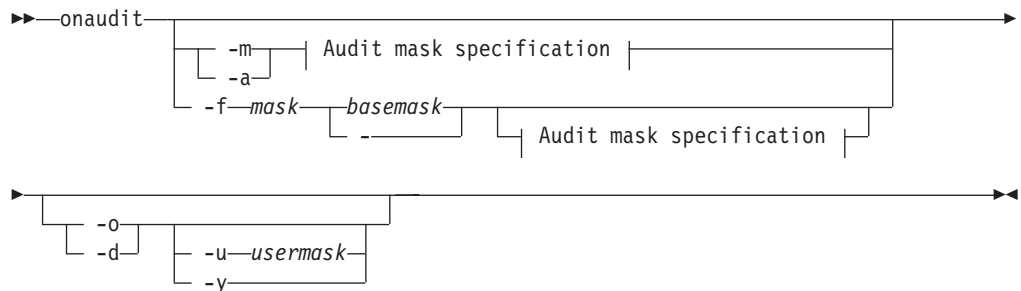 onaudit
-m Audit mask specification
-a
-f mask basemask
- Audit mask specification
-o
-d -u usermask
-y